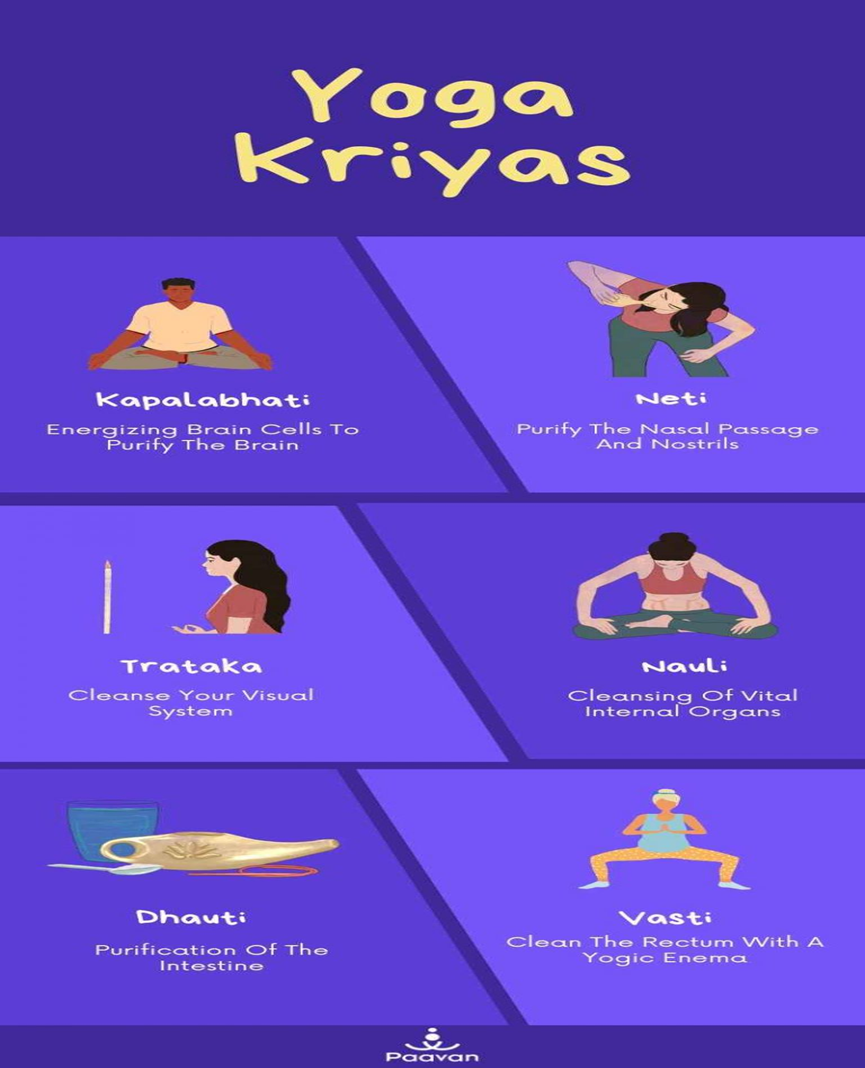 Yoga
Kriyas
Kapalabhati
Energizing Brain Cells To
Purify The Brain
Neti
Purify The Nasal Passage
And Nostrils
Trataka
Cleanse Your Visual
System
Nauli
Cleansing Of Vital
Internal Organs
Dhauti
Purification Of The
Intestine
Vasti
Clean The Rectum With A
Yogic Enema
Paavan